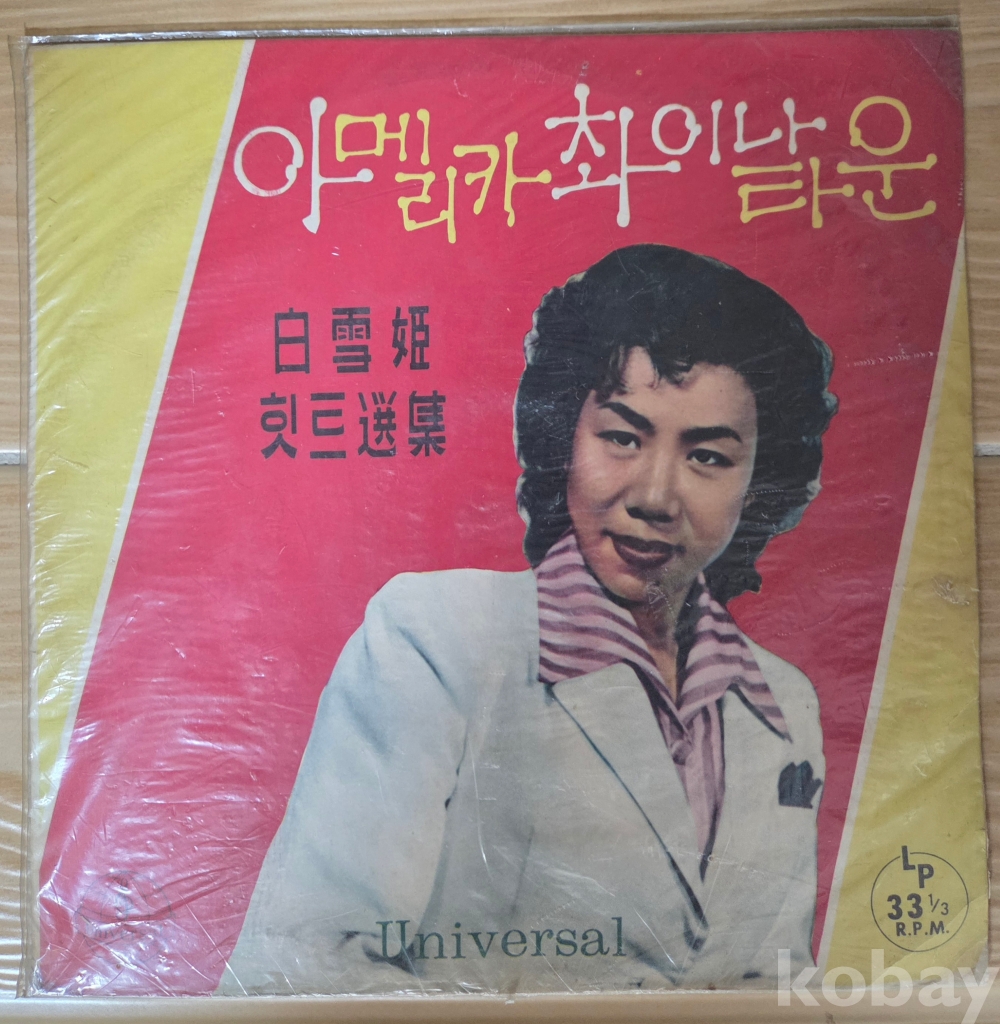 아메리카 촤이나타운
白雪姬
힛트選集
Universal
LP
33 1/3
R.P.M.
kobay